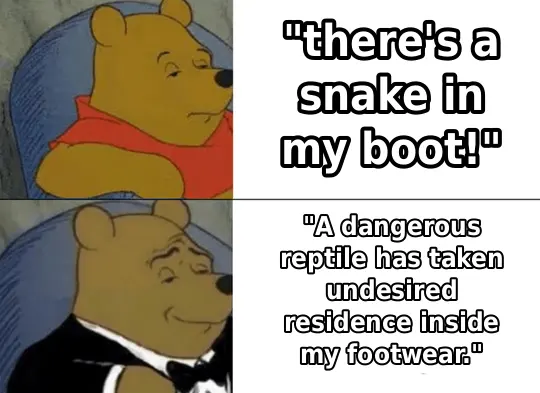 "there's a
snake in
my boot!"
"A dangerous
reptile has taken
undesired
residence inside
my footwear."